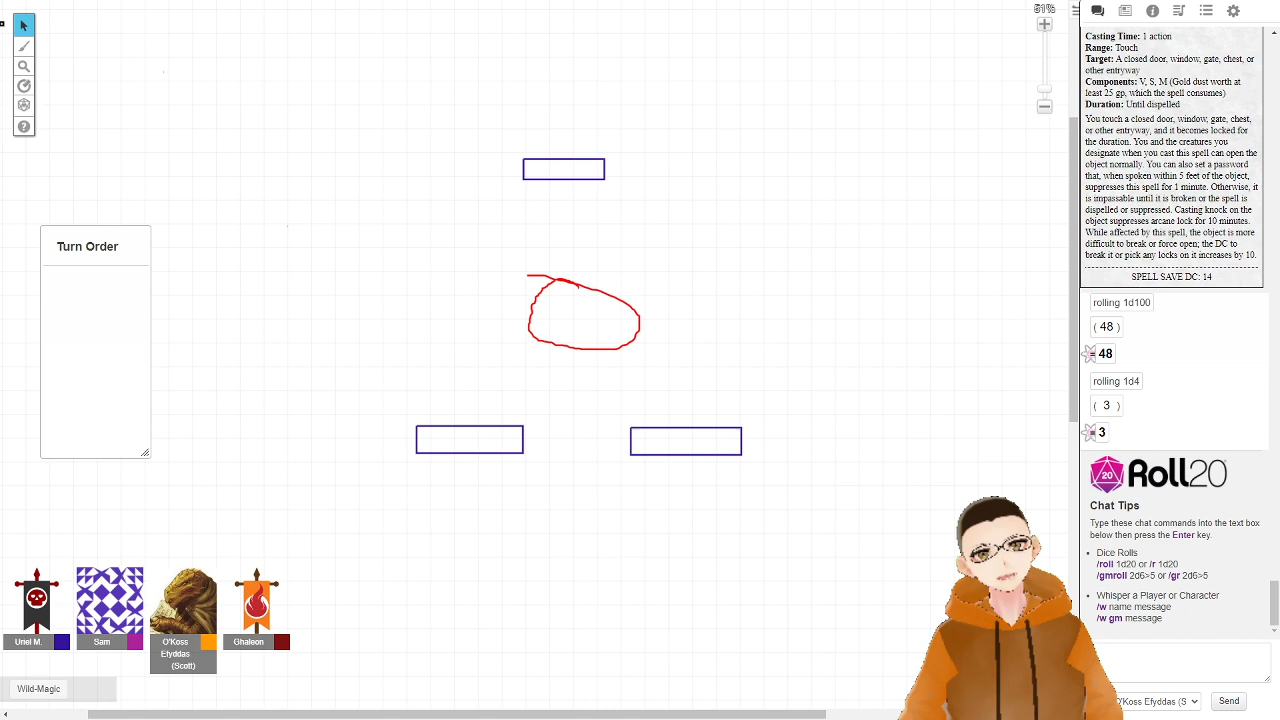 51%
Casting Time: 1 action
Range: Touch
Target: A closed door, window, gate, chest, or
other entryway
Components: V, S, M (Gold dust worth at
least 25 gp, which the spell consumes)
Duration: Until dispelled
You touch a closed door, window, gate, chest,
or other entryway, and it becomes locked for
the duration. You and the creatures you
designate when you cast this spell can open the
object normally. You can also set a password
that, when spoken within 5 feet of the object,
suppresses this spell for 1 minute. Otherwise, it
is impassable until it is broken or the spell is
dispelled or suppressed. Casting knock on the
object suppresses arcane lock for 10 minutes.
While affected by this spell, the object is more
difficult to break or force open; the DC to
break it or pick any locks on it increases by 10.
SPELL SAVE DC: 14
Turn Order
rolling 1d100
( 48 )
= 48
rolling 1d4
( 3 )
= 3
20
Roll20
Chat Tips
Type these chat commands into the text box
below then press the Enter key.
• Dice Rolls
/roll 1d20 or /r 1d20
/gmroll 2d6>5 or /gr 2d6>5
• Whisper a Player or Character
/w name message
/w gm message
Uriel M.
Sam
O'Koss
Efyddas
(Scott)
Ghaleon
Wild-Magic
O'Koss Efyddas (S
Send